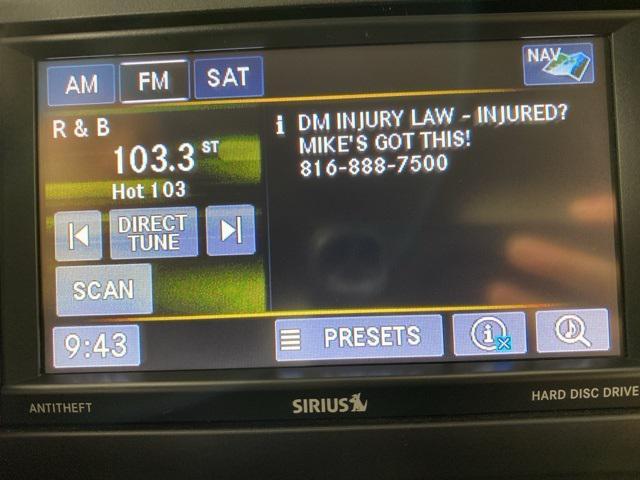 AM FM SAT NAV
R & B
103.3 ST
Hot 103
DIRECT
TUNE
SCAN
i DM INJURY LAW - INJURED?
MIKE'S GOT THIS!
816-888-7500
9:43 PRESETS i
ANTITHEFT SIRIUS HARD DISC DRIVE